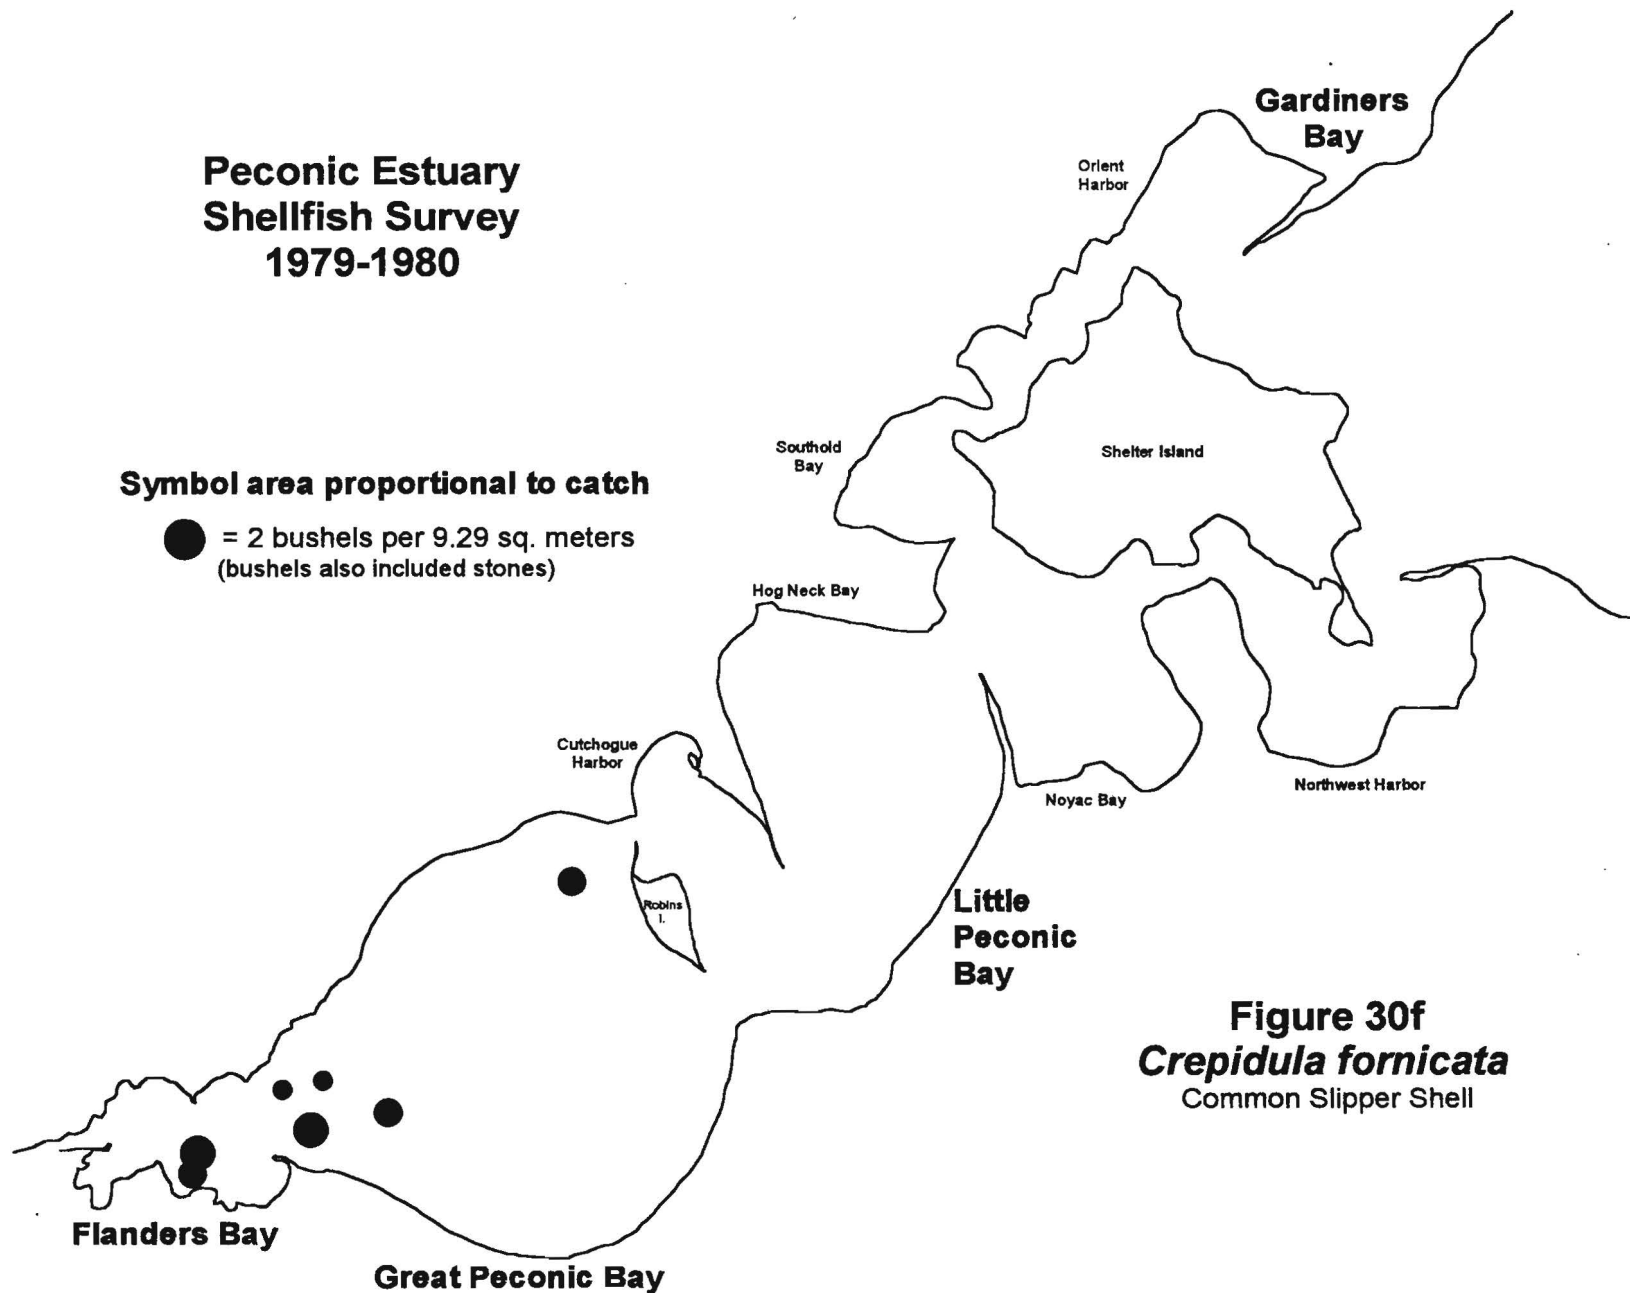 Peconic Estuary
Shellfish Survey
1979-1980
Gardiners
Bay
Orient
Harbor
Southold
Bay
Shelter Island
Symbol area proportional to catch
= 2 bushels per 9.29 sq. meters
(bushels also included stones)
Hog Neck Bay
Cutchogue
Harbor
Noyac Bay
Northwest Harbor
Robins
I.
Little
Peconic
Bay
Figure 30f
Crepidula fornicata
Common Slipper Shell
Flanders Bay
Great Peconic Bay